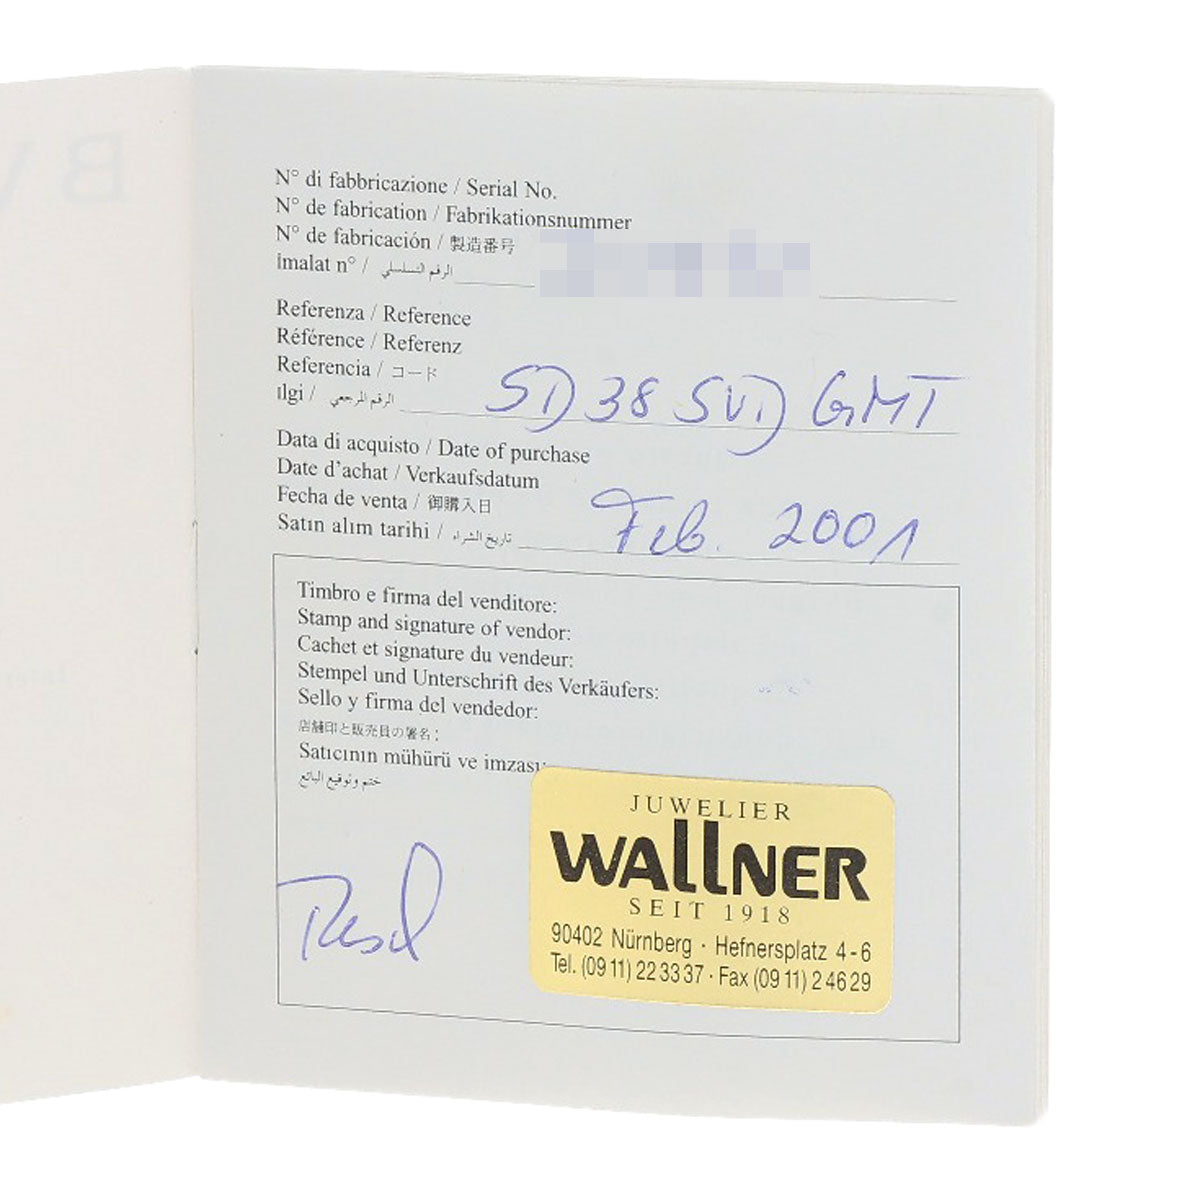 BV
N° di fabbricazione / Serial No.
N° de fabrication / Fabrikationsnummer
N° de fabricación / 製造番号
İmalat n° / الرقم التسلسلي
Referenza / Reference
Référence / Referenz
Referencia / コード
İlgi / الرقم المرجعي
SD 38 SVD GMT
Data di acquisto / Date of purchase
Date d'achat / Verkaufsdatum
Fecha de venta / 御購入日
Satın alım tarihi / تاريخ الشراء
Feb. 2001
Timbro e firma del venditore:
Stamp and signature of vendor:
Cachet et signature du vendeur:
Stempel und Unterschrift des Verkäufers:
Sello y firma del vendedor:
店舗印と販売員の署名:
Satıcının mühürü ve imzası:
ختم وتوقيع البائع
JUWELIER
WALLNER
SEIT 1918
90402 Nürnberg · Hefnersplatz 4-6
Tel. (09 11) 22 33 37 · Fax (09 11) 2 46 29